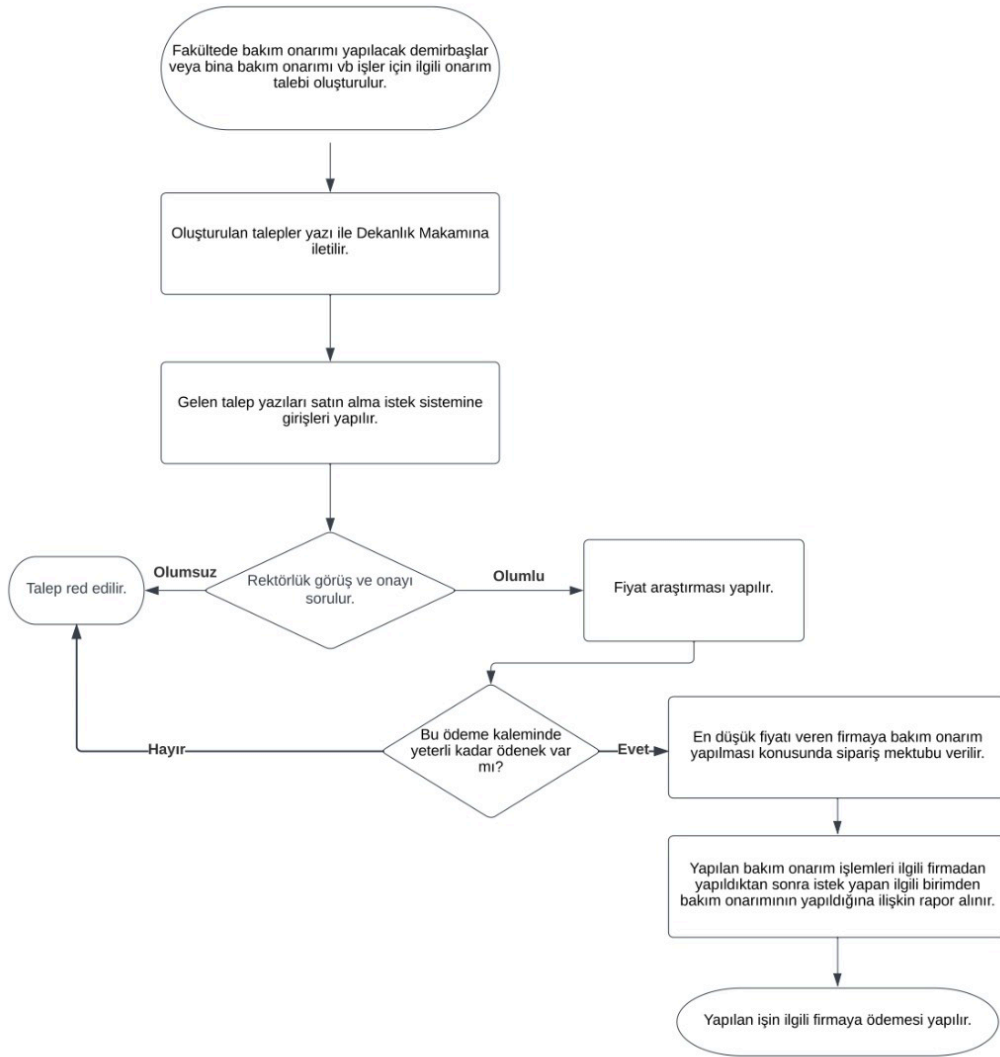 Fakültede bakım onarımı yapılacak demirbaşlar
veya bina bakım onarımı vb işler için ilgili onarım
talebi oluşturulur.
Oluşturulan talepler yazı ile Dekanlık Makamına
iletilir.
Gelen talep yazıları satın alma istek sistemine
girişleri yapılır.
Olumsuz
Rektörlük görüş ve onayı
sorulur.
Olumlu
Talep red edilir.
Fiyat araştırması yapılır.
Bu ödeme kaleminde
yeterli kadar ödenek var
mı?
Hayır
Evet
En düşük fiyatı veren firmaya bakım onarım
yapılması konusunda sipariş mektubu verilir.
Yapılan bakım onarım işlemleri ilgili firmadan
yapıldıktan sonra istek yapan ilgili birimden
bakım onarımının yapıldığına ilişkin rapor alınır.
Yapılan işin ilgili firmaya ödemesi yapılır.